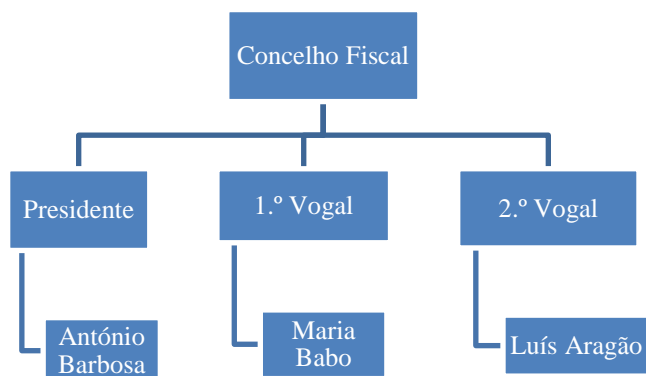 Concelho Fiscal
Presidente
1.º Vogal
2.º Vogal
António
Barbosa
Maria
Babo
Luís Aragão